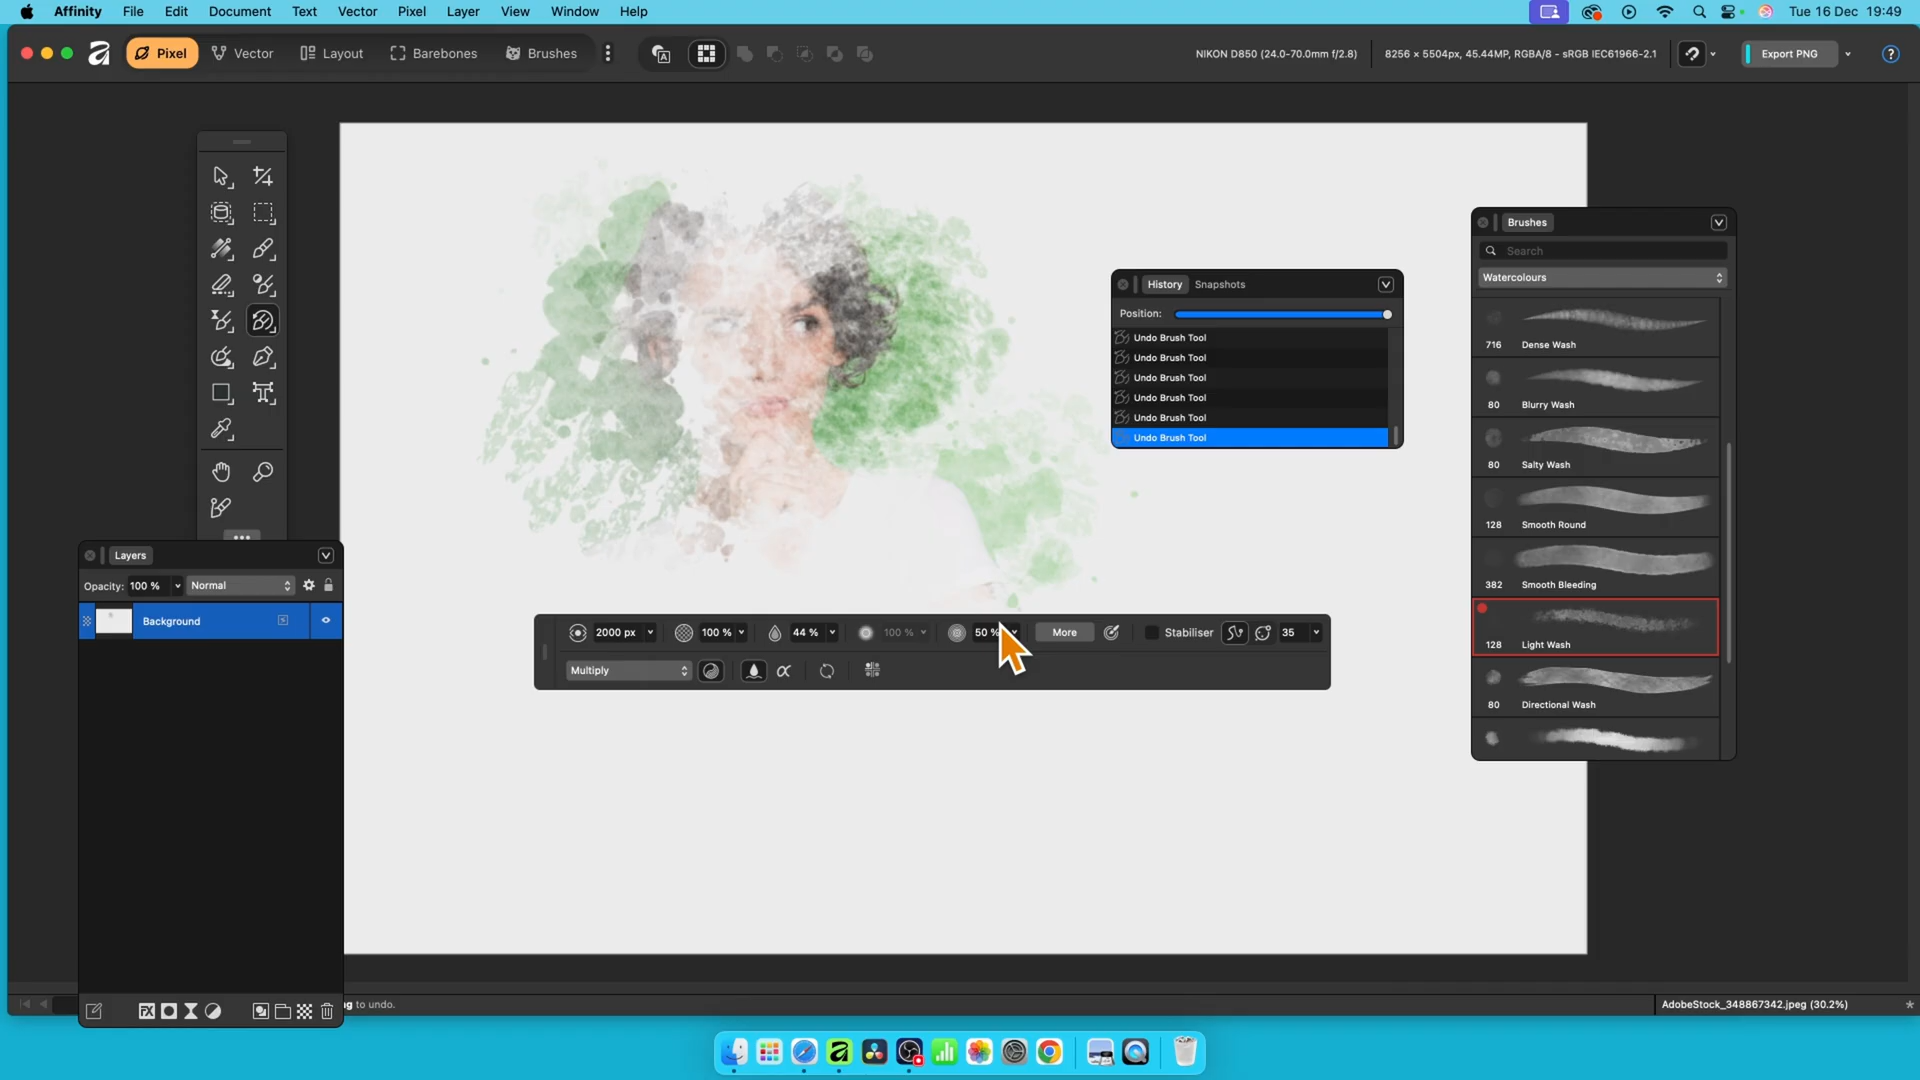 Affinity File Edit Document Text Vector Pixel Layer View Window Help Tue 16 Dec 19:49
Pixel Vector Layout Barebones Brushes NIKON D850 (24.0-70.0mm f/2.8) 8256 x 5504px, 45.44MP, RGBA/8 - sRGB IEC61966-2.1 Export PNG
Brushes
Search
Watercolours
716 Dense Wash
80 Blurry Wash
80 Salty Wash
128 Smooth Round
382 Smooth Bleeding
128 Light Wash
80 Directional Wash
History Snapshots
Position:
Undo Brush Tool
Undo Brush Tool
Undo Brush Tool
Undo Brush Tool
Undo Brush Tool
Undo Brush Tool
Layers
Opacity: 100 % Normal
Background
2000 px 100 % 44 % 100 % 50 % More Stabiliser 35
Multiply
to undo.
AdobeStock_348867342.jpeg (30.2%)